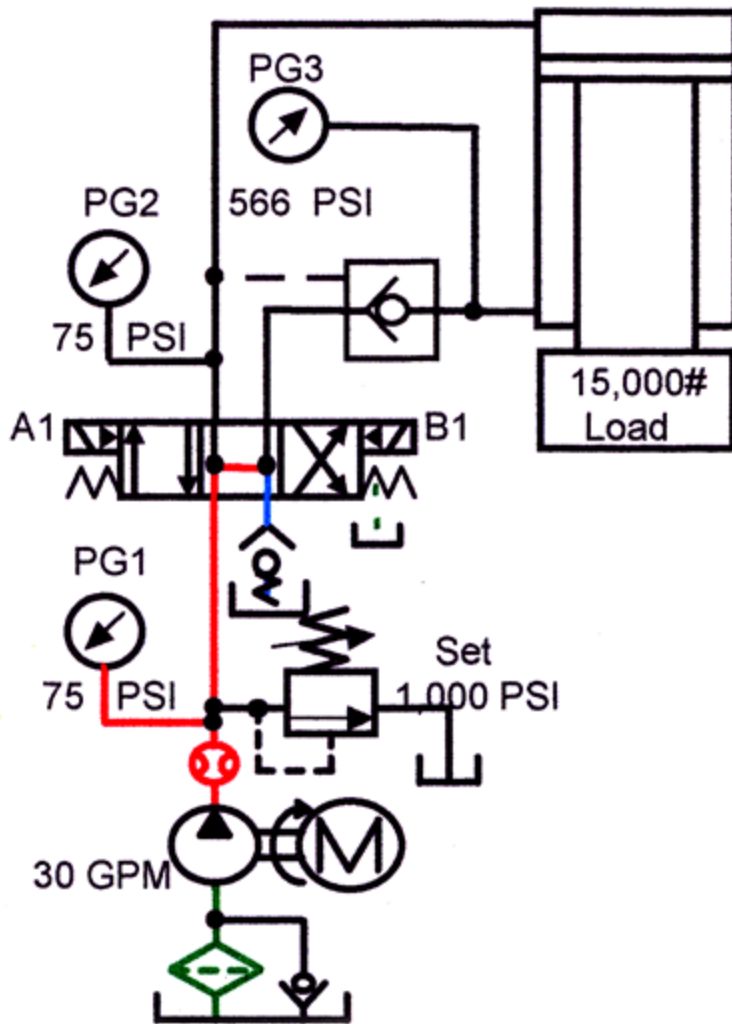 PG3
566 PSI
PG2
75 PSI
15,000#
Load
A1
B1
PG1
75 PSI
Set
1,000 PSI
30 GPM
M